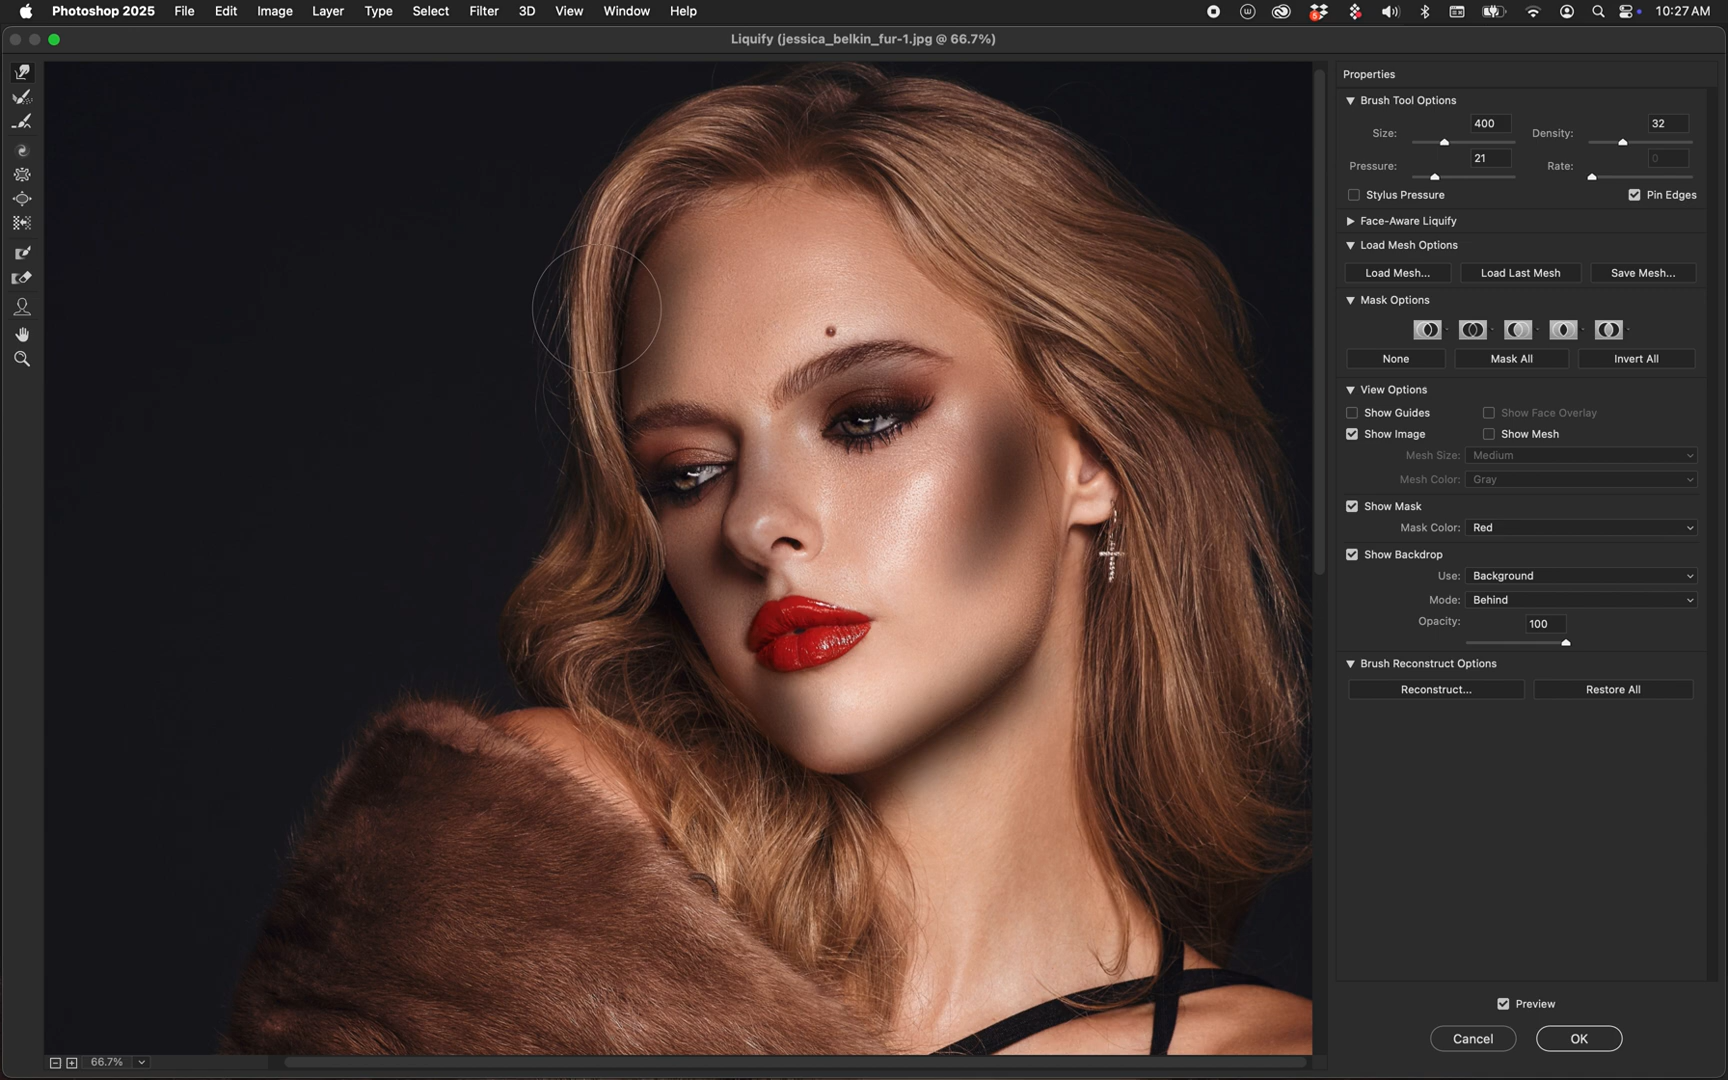 Photoshop 2025 File Edit Image Layer Type Select Filter 3D View Window Help 10:27 AM
Liquify (jessica_belkin_fur-1.jpg @ 66.7%)
Properties
Brush Tool Options
Size: 400 Density: 32
Pressure: 21 Rate: 0
Stylus Pressure Pin Edges
Face-Aware Liquify
Load Mesh Options
Load Mesh... Load Last Mesh Save Mesh...
Mask Options
None Mask All Invert All
View Options
Show Guides Show Face Overlay
Show Image Show Mesh
Mesh Size: Medium
Mesh Color: Gray
Show Mask
Mask Color: Red
Show Backdrop
Use: Background
Mode: Behind
Opacity: 100
Brush Reconstruct Options
Reconstruct... Restore All
Preview
Cancel OK
66.7%